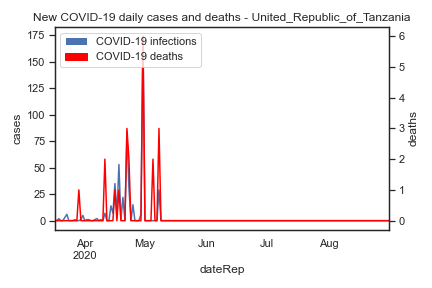 New COVID-19 daily cases and deaths - United_Republic_of_Tanzania
COVID-19 infections
COVID-19 deaths
175
150
125
100
75
50
25
0
cases
6
5
4
3
2
1
0
deaths
Apr
2020
May
Jun
Jul
Aug
dateRep